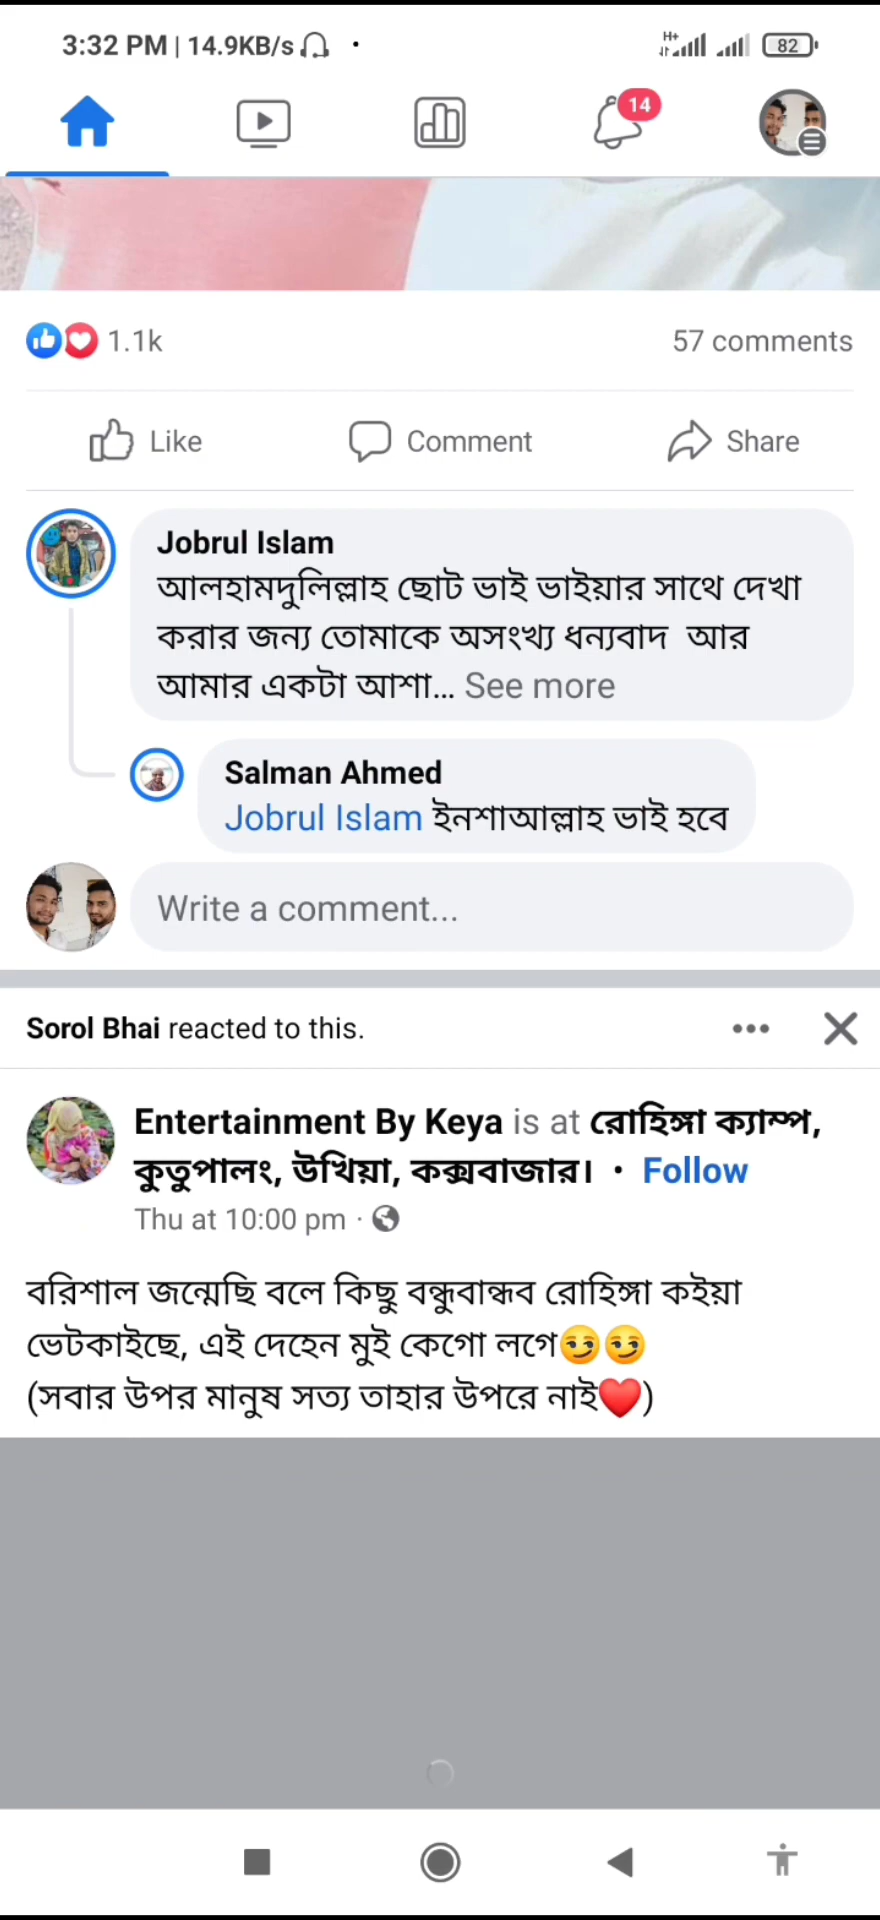 3:32 PM | 14.9KB/s
H+
82
14
1.1k
57 comments
Like
Comment
Share
Jobrul Islam
আলহামদুলিল্লাহ ছোট ভাই ভাইয়ার সাথে দেখা
করার জন্য তোমাকে অসংখ্য ধন্যবাদ আর
আমার একটা আশা... See more
Salman Ahmed
Jobrul Islam ইনশাআল্লাহ ভাই হবে
Write a comment...
Sorol Bhai reacted to this.
Entertainment By Keya is at রোহিঙ্গা ক্যাম্প,
কুতুপালং, উখিয়া, কক্সবাজার। · Follow
Thu at 10:00 pm ·
বরিশাল জন্মেছি বলে কিছু বন্ধুবান্ধব রোহিঙ্গা কইয়া
ভেটকাইছে, এই দেহেন মুই কেগো লগে😏😏
(সবার উপর মানুষ সত্য তাহার উপরে নাই❤️)